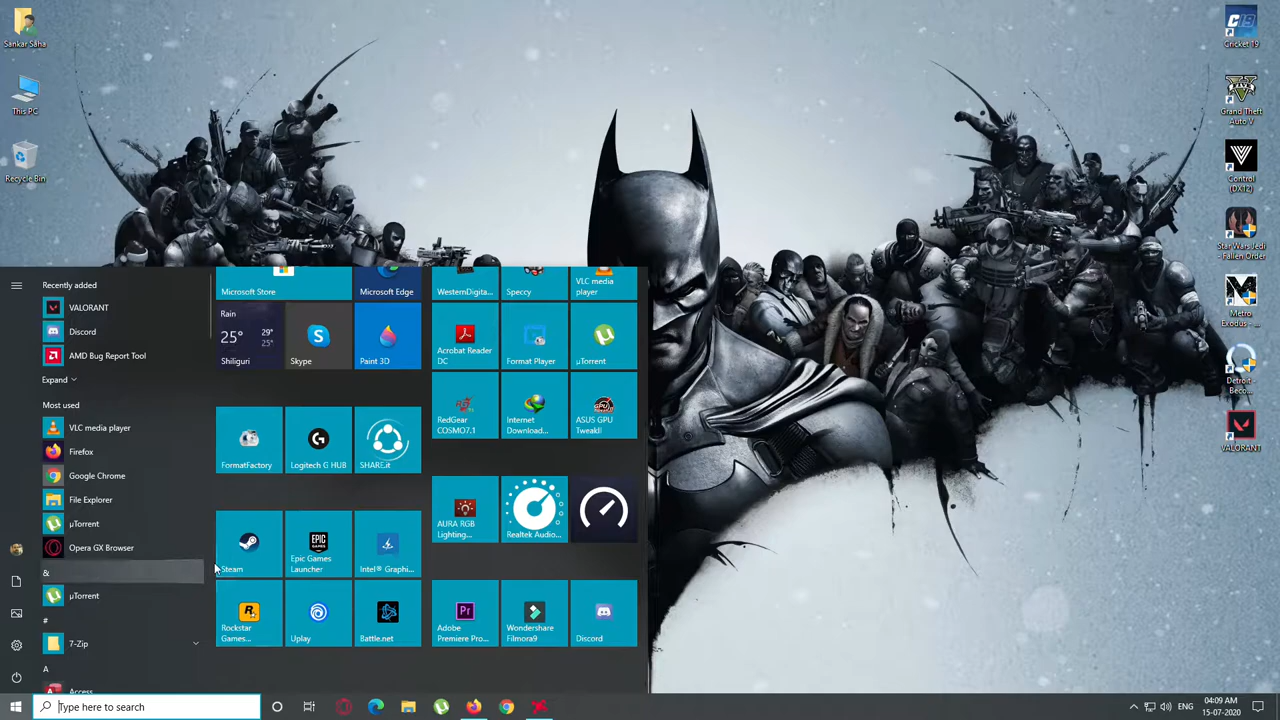 Sankar Saha
This PC
Recycle Bin
Cricket 19
Grand Theft
Auto V
Control
(DX12)
Star Wars Jedi
- Fallen Order
Metro
Exodus - ...
Detroit -
Beco...
VALORANT
Recently added
VALORANT
Discord
AMD Bug Report Tool
Expand
Most used
VLC media player
Firefox
Google Chrome
File Explorer
µTorrent
Opera GX Browser
&
µTorrent
#
7-Zip
A
Access
Microsoft Store
Microsoft Edge
Rain
25°
29°
25°
Shiliguri
Skype
Paint 3D
FormatFactory
Logitech G HUB
SHAREit
Steam
Epic Games
Launcher
Intel® Graphi...
Rockstar
Games...
Uplay
Battle.net
WesternDigita...
Speccy
VLC media
player
Acrobat Reader
DC
Format Player
µTorrent
RedGear
COSMO7.1
Internet
Download...
ASUS GPU
TweakII
AURA RGB
Lighting...
Realtek Audio...
Adobe
Premiere Pro...
Wondershare
Filmora9
Discord
Type here to search
ENG
04:09 AM
15-07-2020